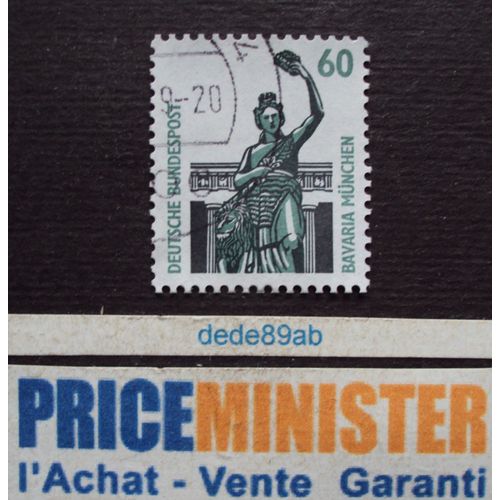 9-20
60
DEUTSCHE BUNDESPOST
BAVARIA MÜNCHEN
dede89ab
PRICEMINISTER
l'Achat - Vente Garanti